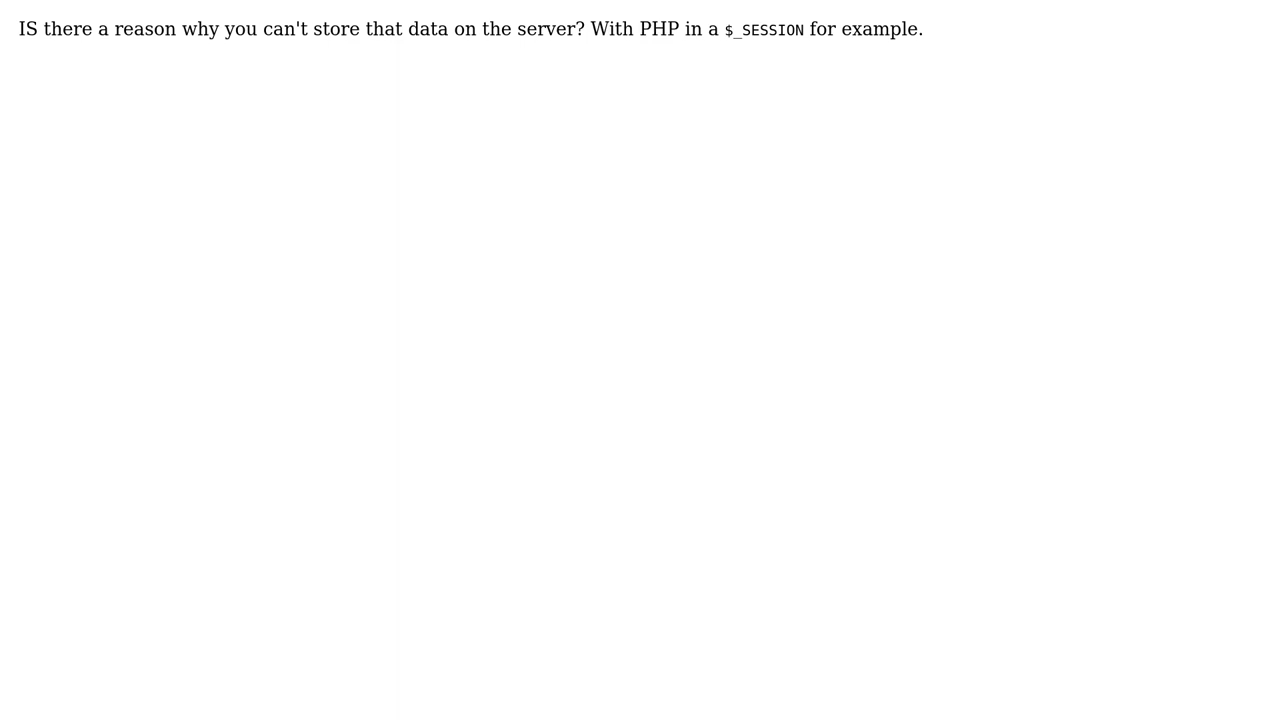 IS there a reason why you can't store that data on the server? With PHP in a $_SESSION for example.